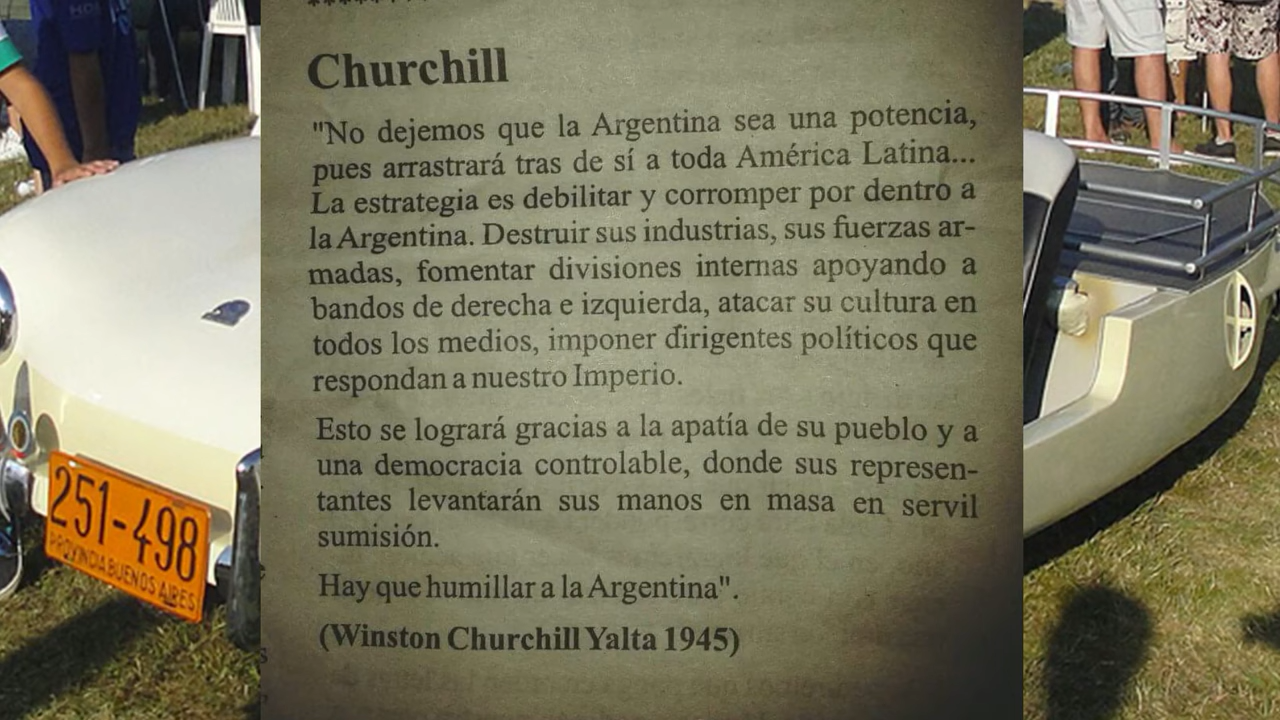 Churchill
"No dejemos que la Argentina sea una potencia,
pues arrastrará tras de sí a toda América Latina...
La estrategia es debilitar y corromper por dentro a
la Argentina. Destruir sus industrias, sus fuerzas ar-
madas, fomentar divisiones internas apoyando a
bandos de derecha e izquierda, atacar su cultura en
todos los medios, imponer dirigentes políticos que
respondan a nuestro Imperio.
Esto se logrará gracias a la apatía de su pueblo y a
una democracia controlable, donde sus represen-
tantes levantarán sus manos en masa en servil
sumisión.
Hay que humillar a la Argentina".
(Winston Churchill Yalta 1945)
251-498
PROVINCIA BUENOS AIRES